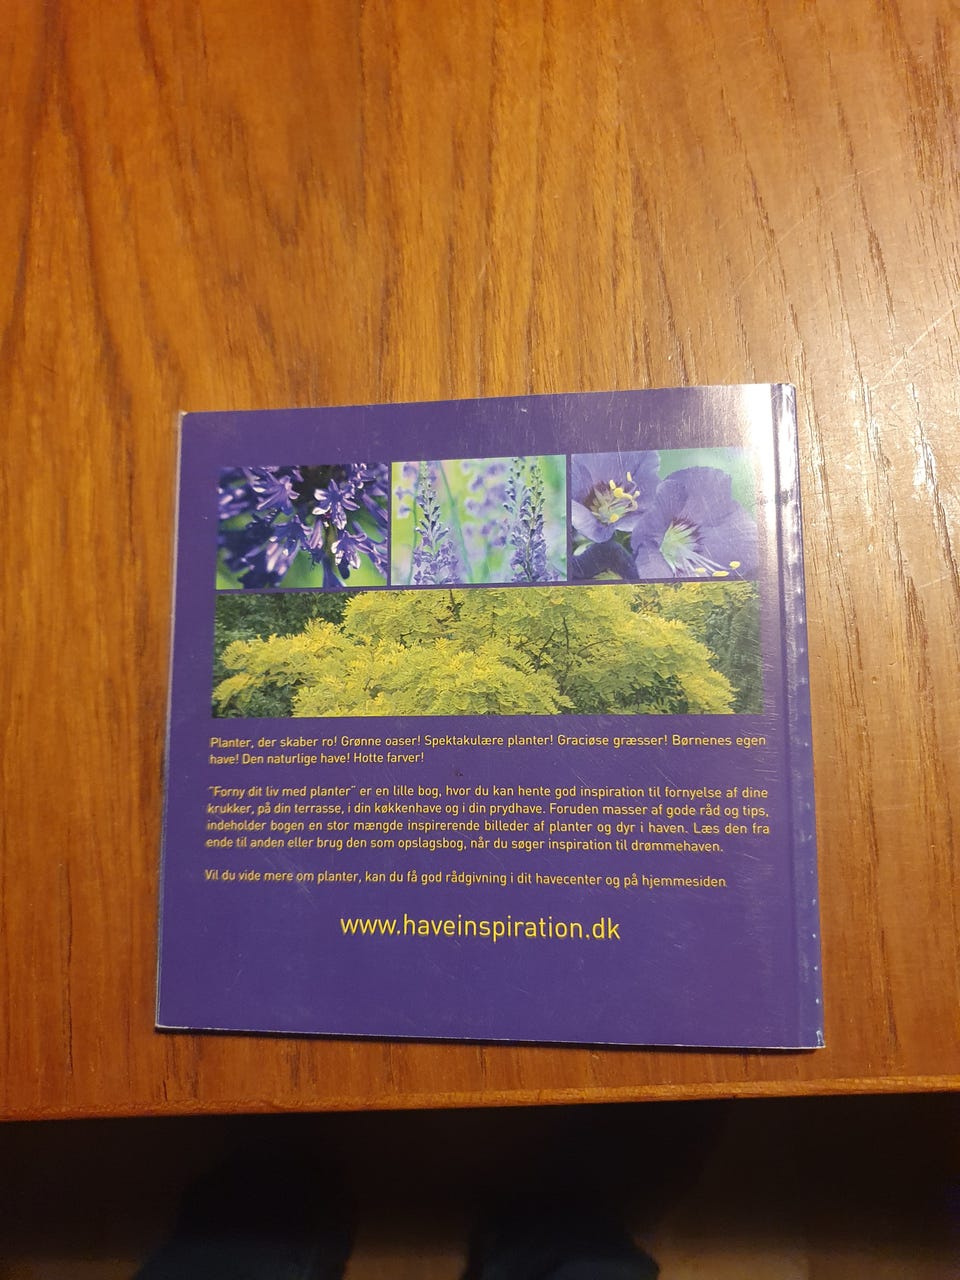 Planter, der skaber ro! Grønne oaser! Spektakulære planter! Graciøse græsser! Børnenes egen
have! Den naturlige have! Hotte farver!
"Forny dit liv med planter" er en lille bog, hvor du kan hente god inspiration til fornyelse af dine
krukker, på din terrasse, i din køkkenhave og i din prydhave. Foruden masser af gode råd og tips,
indeholder bogen en stor mængde inspirerende billeder af planter og dyr i haven. Læs den fra
ende til anden eller brug den som opslagsbog, når du søger inspiration til drømmehaven.
Vil du vide mere om planter, kan du få god rådgivning i dit havecenter og på hjemmesiden
www.haveinspiration.dk